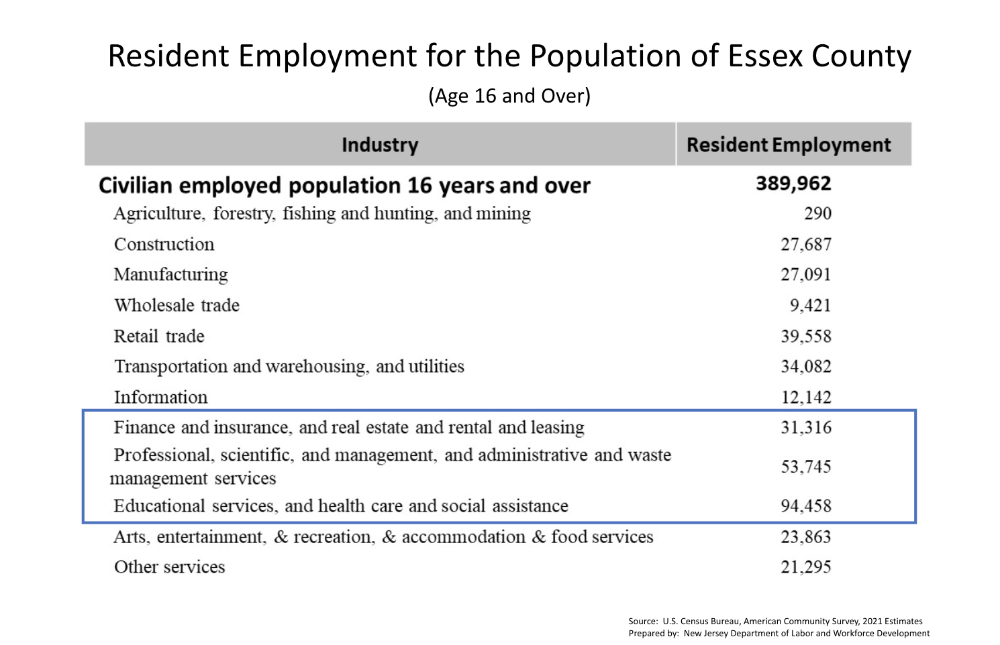 Resident Employment for the Population of Essex County
(Age 16 and Over)
Industry Resident Employment
Civilian employed population 16 years and over 389,962
Agriculture, forestry, fishing and hunting, and mining 290
Construction 27,687
Manufacturing 27,091
Wholesale trade 9,421
Retail trade 39,558
Transportation and warehousing, and utilities 34,082
Information 12,142
Finance and insurance, and real estate and rental and leasing 31,316
Professional, scientific, and management, and administrative and waste
management services 53,745
Educational services, and health care and social assistance 94,458
Arts, entertainment, & recreation, & accommodation & food services 23,863
Other services 21,295
Source: U.S. Census Bureau, American Community Survey, 2021 Estimates
Prepared by: New Jersey Department of Labor and Workforce Development